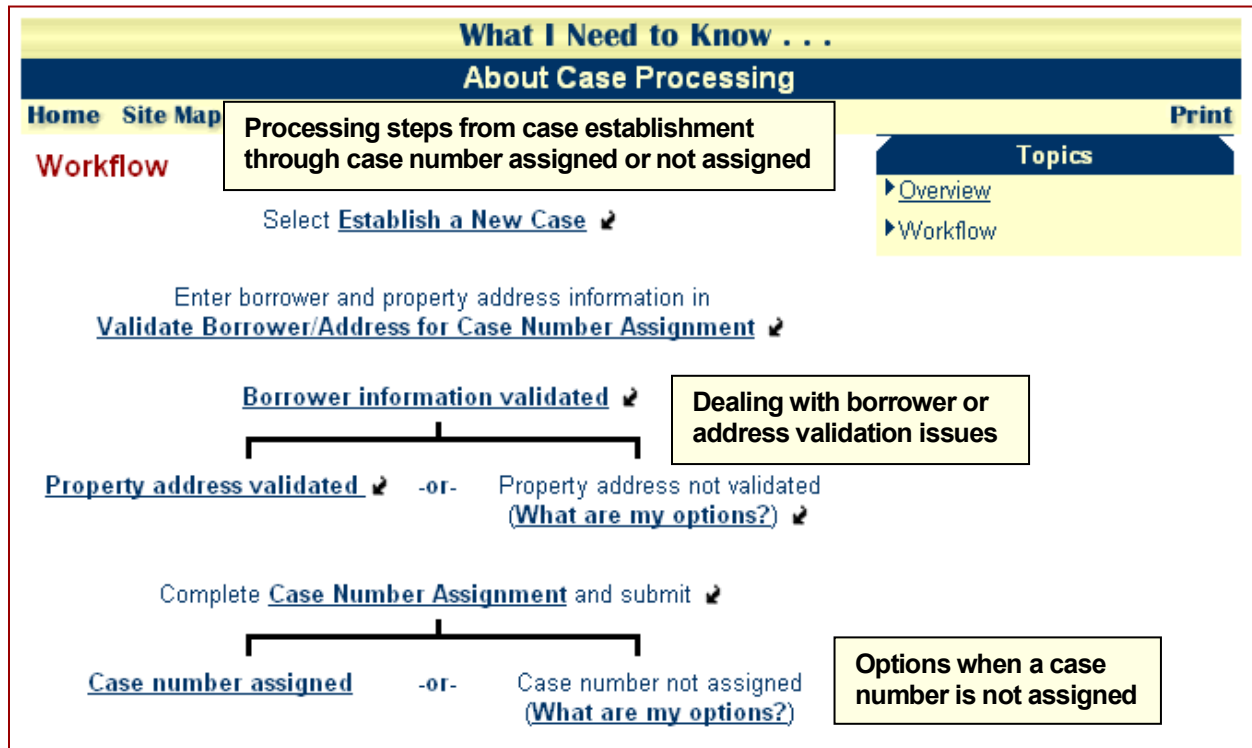 What I Need to Know . . .
About Case Processing
Home Site Map
Print
Processing steps from case establishment
through case number assigned or not assigned
Workflow
Topics
Overview
Workflow
Select Establish a New Case
Enter borrower and property address information in
Validate Borrower/Address for Case Number Assignment
Borrower information validated
Dealing with borrower or
address validation issues
Property address validated -or- Property address not validated
(What are my options?)
Complete Case Number Assignment and submit
Case number assigned -or- Case number not assigned
(What are my options?)
Options when a case
number is not assigned